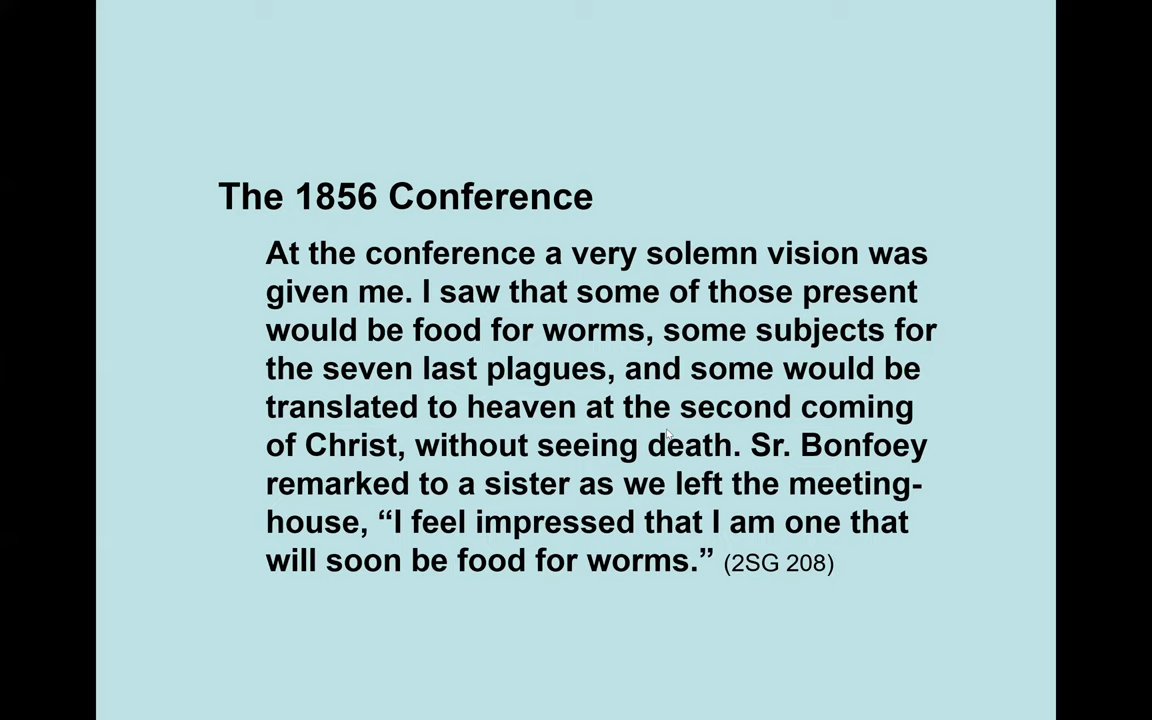 The 1856 Conference
At the conference a very solemn vision was
given me. I saw that some of those present
would be food for worms, some subjects for
the seven last plagues, and some would be
translated to heaven at the second coming
of Christ, without seeing death. Sr. Bonfoey
remarked to a sister as we left the meeting-
house, “I feel impressed that I am one that
will soon be food for worms.” (2SG 208)